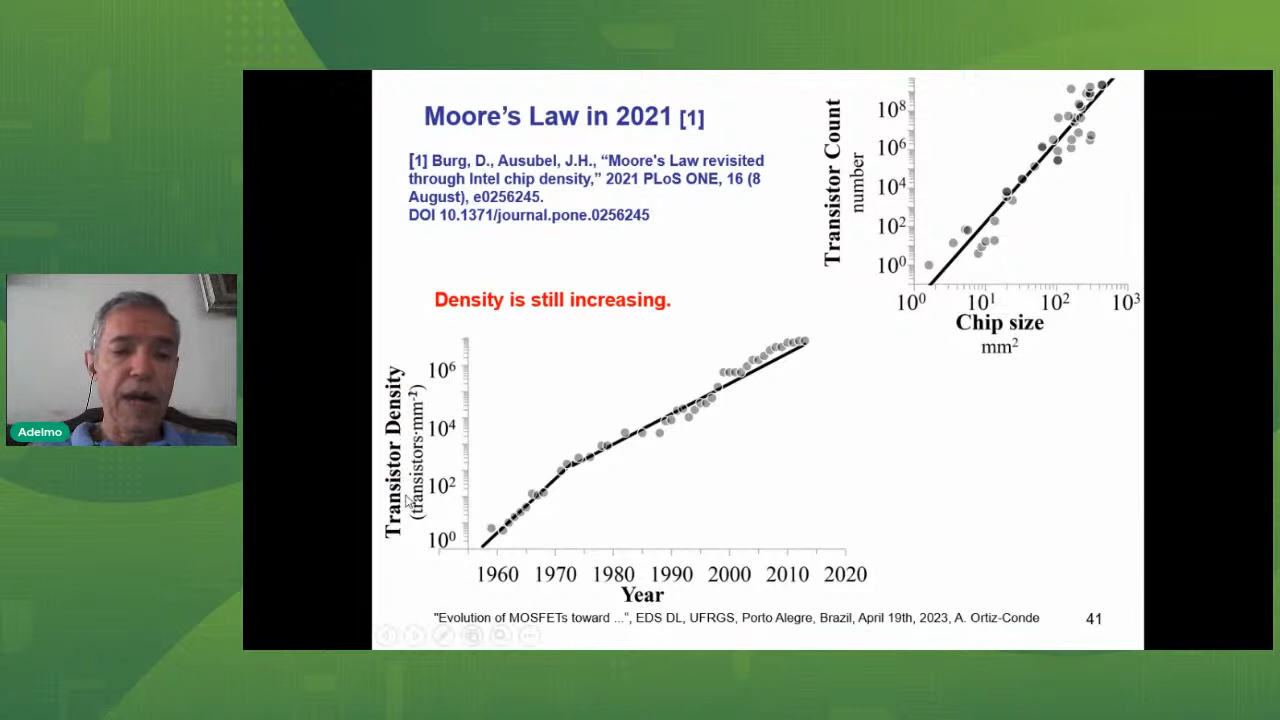 Moore's Law in 2021 [1]
[1] Burg, D., Ausubel, J.H., “Moore's Law revisited
through Intel chip density,” 2021 PLoS ONE, 16 (8
August), e0256245.
DOI 10.1371/journal.pone.0256245
Transistor Count
number
10⁸
10⁶
10⁴
10²
10⁰
10⁰ 10¹ 10² 10³
Chip size
mm²
Density is still increasing.
Transistor Density
(transistors·mm⁻²)
10⁶
10⁴
10²
10⁰
1960 1970 1980 1990 2000 2010 2020
Year
Adelmo
"Evolution of MOSFETs toward ...", EDS DL, UFRGS, Porto Alegre, Brazil, April 19th, 2023, A. Ortiz-Conde
41